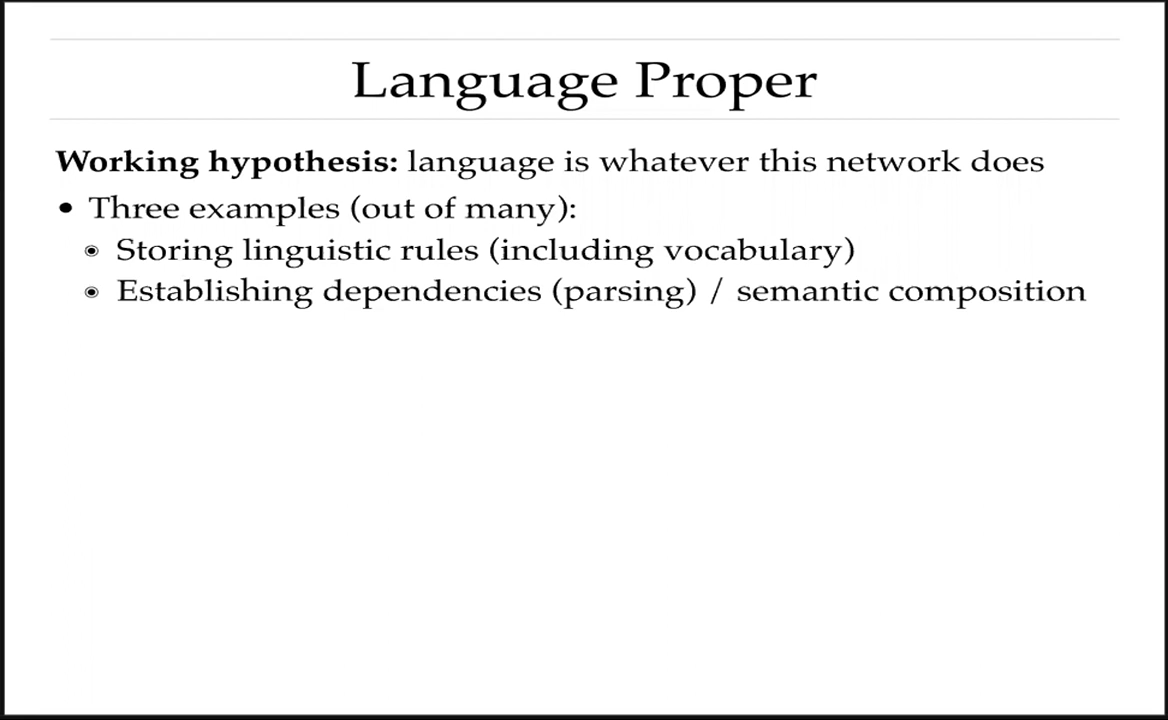 Language Proper
Working hypothesis: language is whatever this network does
• Three examples (out of many):
◉ Storing linguistic rules (including vocabulary)
◉ Establishing dependencies (parsing) / semantic composition